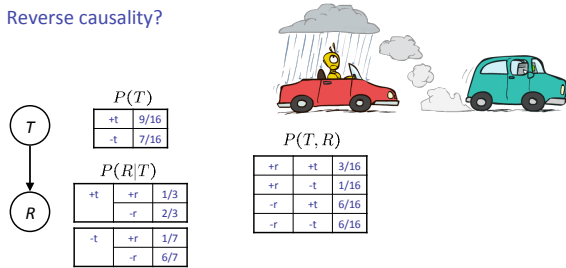 Reverse causality?
T
R
P(T)
+t 9/16
-t 7/16
P(R|T)
+t +r 1/3
-r 2/3
-t +r 1/7
-r 6/7
P(T, R)
+r +t 3/16
+r -t 1/16
-r +t 6/16
-r -t 6/16